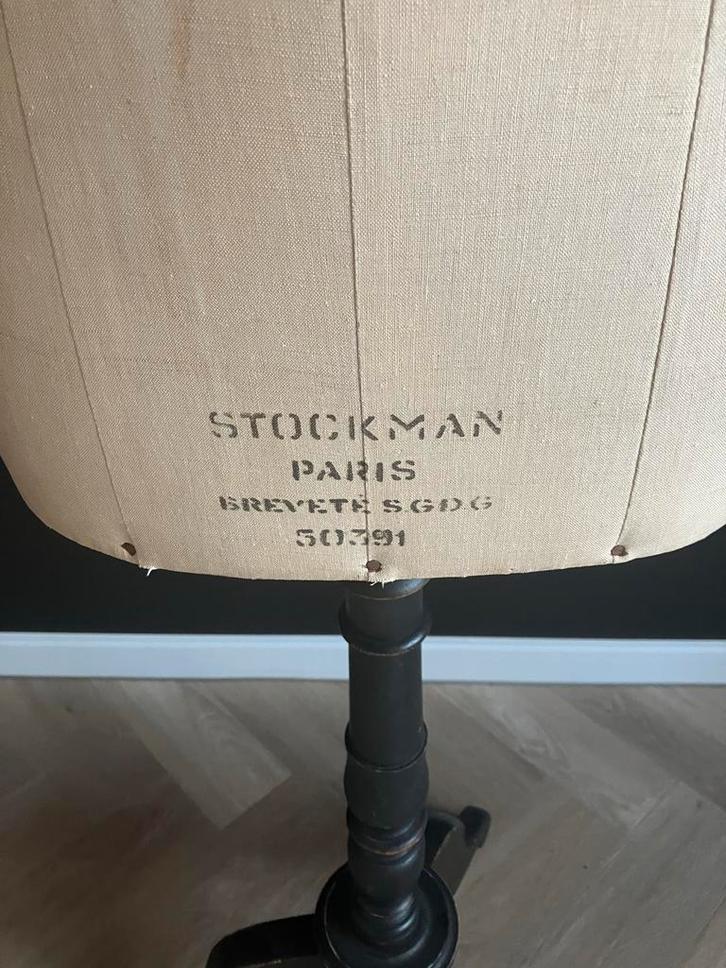 STOCKMAN
PARIS
BREVETÉ S.G.D.G
50391